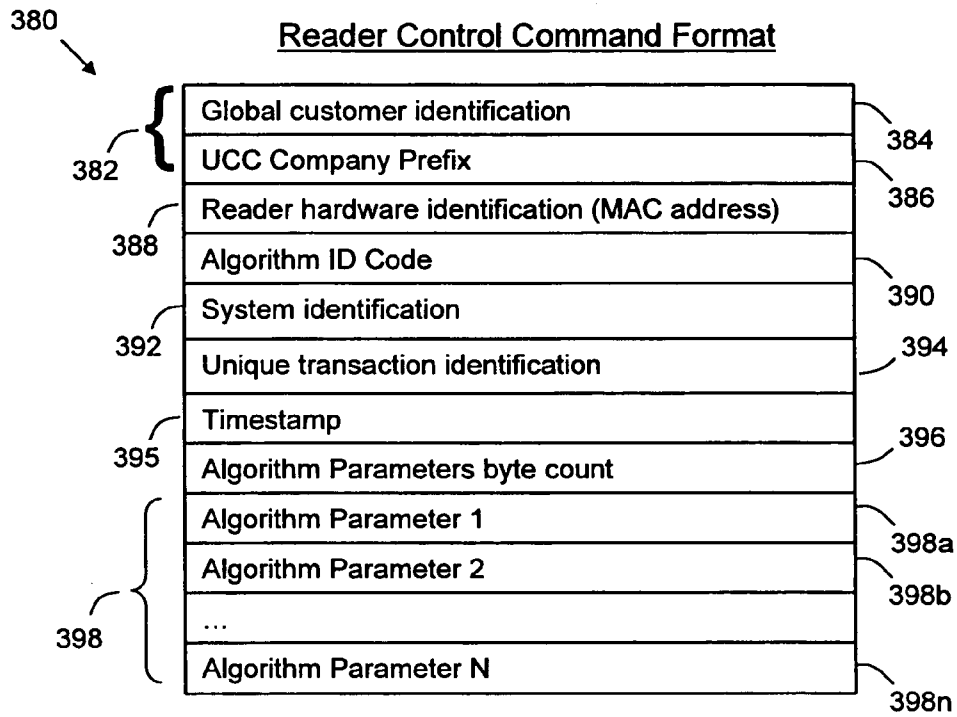 380
Reader Control Command Format
Global customer identification
384
382
UCC Company Prefix
386
Reader hardware identification (MAC address)
388
Algorithm ID Code
390
System identification
392
Unique transaction identification
394
Timestamp
395
396
Algorithm Parameters byte count
Algorithm Parameter 1
398a
Algorithm Parameter 2
398b
...
398
Algorithm Parameter N
398n